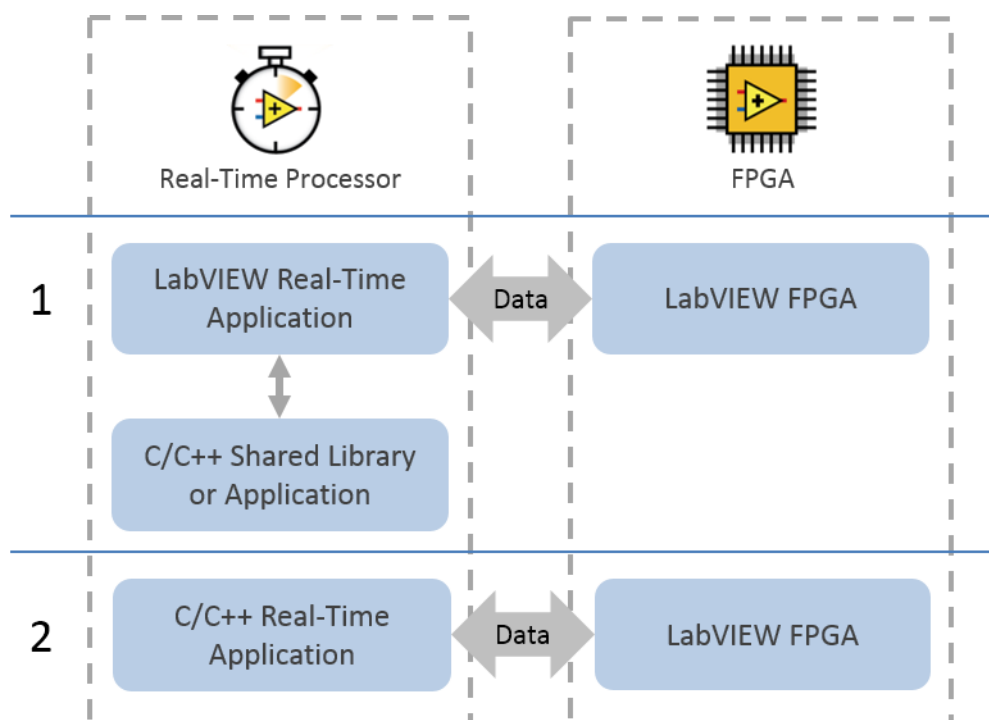 Real-Time Processor
FPGA
1
LabVIEW Real-Time
Application
Data
LabVIEW FPGA
C/C++ Shared Library
or Application
2
C/C++ Real-Time
Application
Data
LabVIEW FPGA